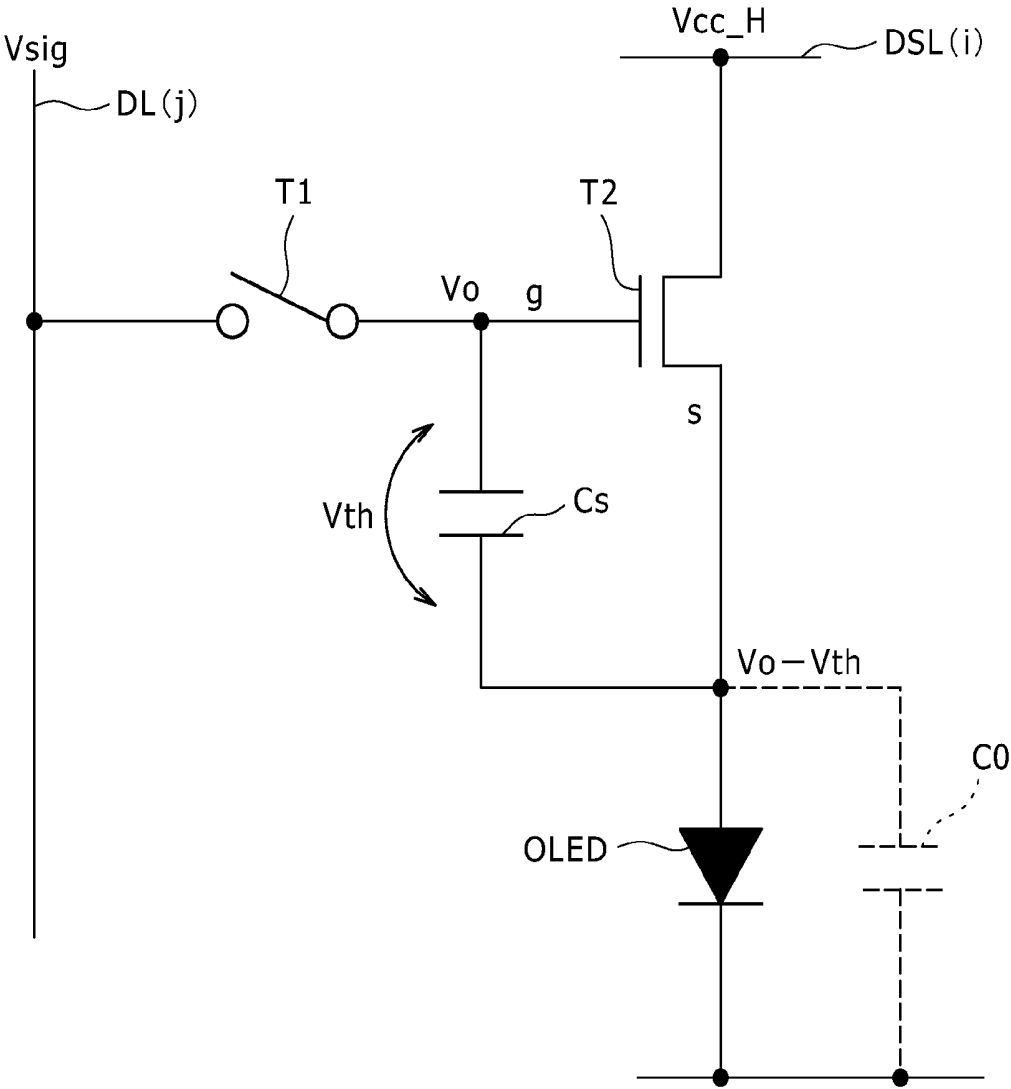 Vcc_H
DSL(i)
Vsig
DL(j)
T1
T2
Vo
g
s
Vth
Cs
Vo－Vth
C0
OLED